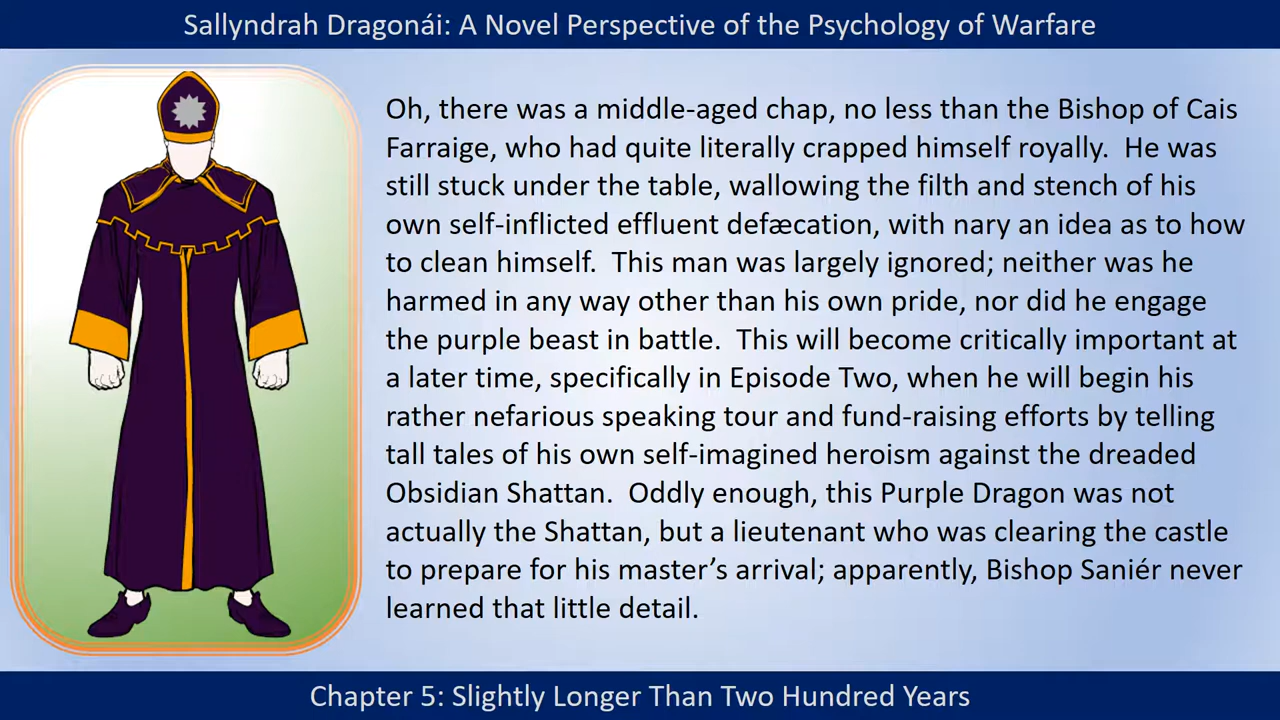 Sallyndrah Dragonái: A Novel Perspective of the Psychology of Warfare
Oh, there was a middle-aged chap, no less than the Bishop of Cais
Farraige, who had quite literally crapped himself royally.  He was
still stuck under the table, wallowing the filth and stench of his
own self-inflicted effluent defæcation, with nary an idea as to how
to clean himself.  This man was largely ignored; neither was he
harmed in any way other than his own pride, nor did he engage
the purple beast in battle.  This will become critically important at
a later time, specifically in Episode Two, when he will begin his
rather nefarious speaking tour and fund-raising efforts by telling
tall tales of his own self-imagined heroism against the dreaded
Obsidian Shattan.  Oddly enough, this Purple Dragon was not
actually the Shattan, but a lieutenant who was clearing the castle
to prepare for his master’s arrival; apparently, Bishop Saniér never
learned that little detail.
Chapter 5: Slightly Longer Than Two Hundred Years